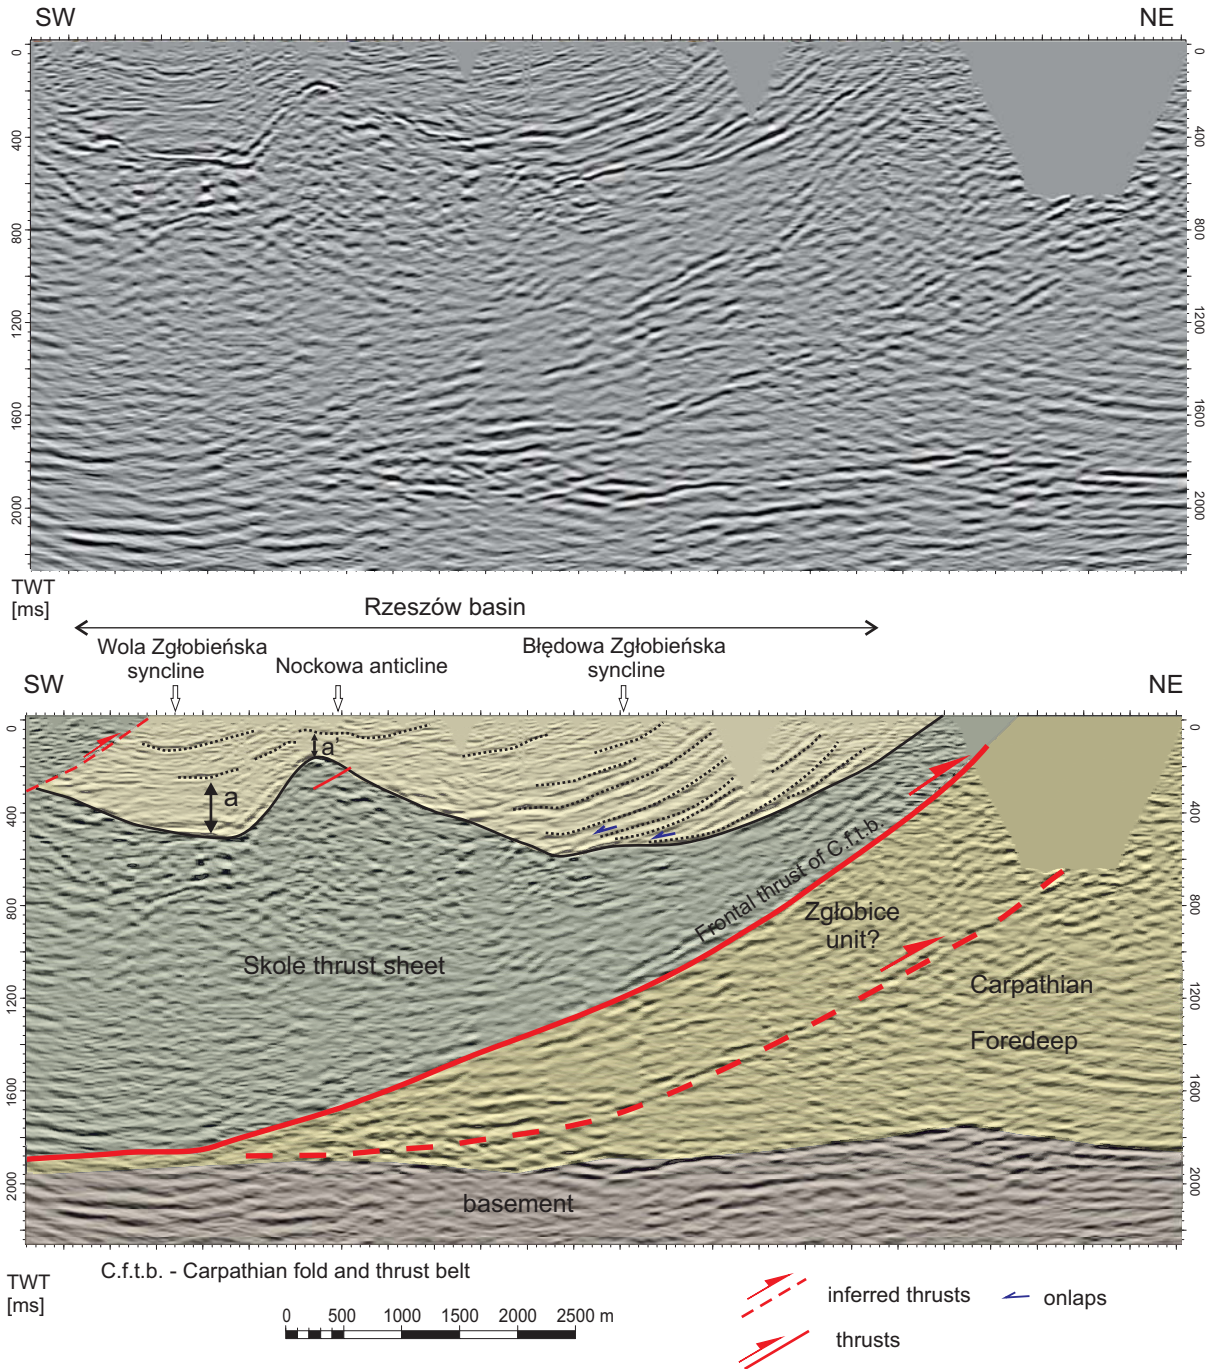 SW
NE
0
400
800
1200
1600
2000
0
400
800
1200
1600
2000
TWT
[ms]
Rzeszów basin
Wola Zgłobieńska
syncline
Nockowa anticline
Błędowa Zgłobieńska
syncline
SW
NE
0
400
800
1200
1600
2000
0
400
800
1200
1600
2000
a
a'
Frontal thrust of C.f.t.b.
Zgłobice
unit?
Skole thrust sheet
Carpathian
Foredeep
basement
TWT
[ms]
C.f.t.b. - Carpathian fold and thrust belt
0 500 1000 1500 2000 2500 m
inferred thrusts
onlaps
thrusts